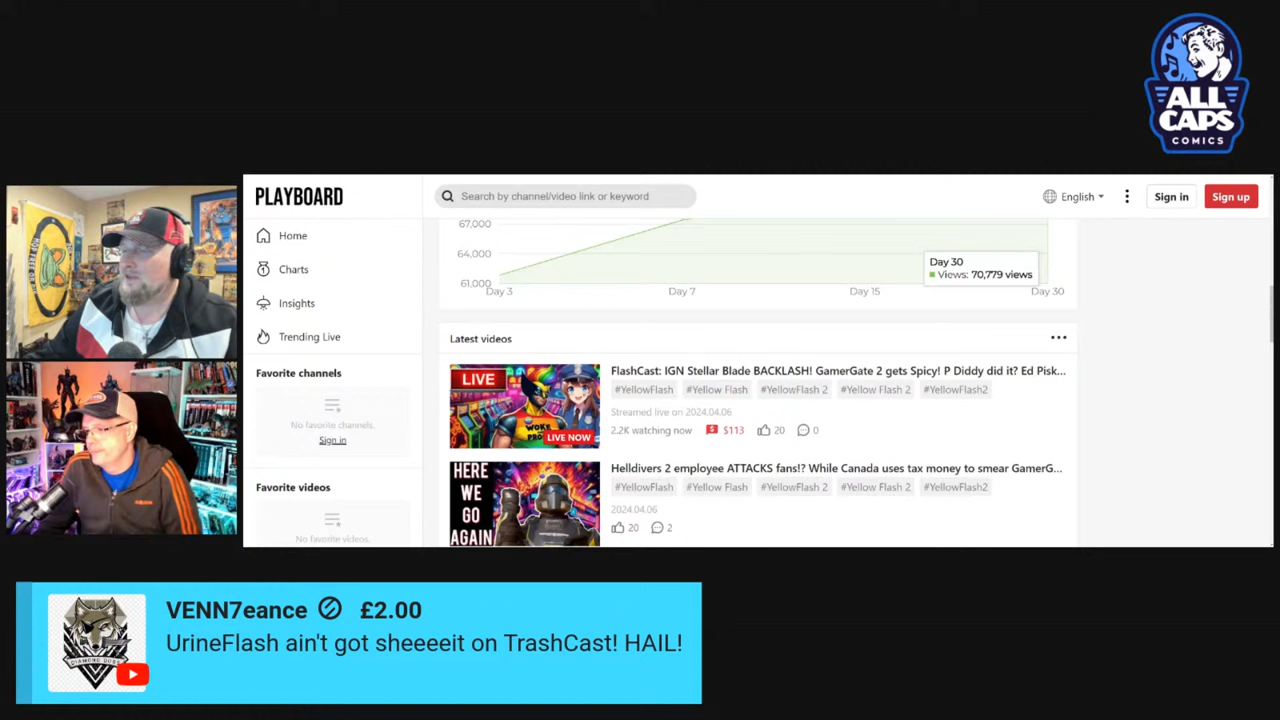 ALL
CAPS
COMICS
PLAYBOARD
Search by channel/video link or keyword
English
Sign in
Sign up
Home
Charts
Insights
Trending Live
Favorite channels
No favorite channels.
Sign in
Favorite videos
No favorite videos.
67,000
64,000
61,000
Day 3
Day 7
Day 15
Day 30
Day 30
Views: 70,779 views
Latest videos
LIVE
WOKE
LIVE NOW
FlashCast: IGN Stellar Blade BACKLASH! GamerGate 2 gets Spicy! P Diddy did it? Ed Pisk...
#YellowFlash #Yellow Flash #YellowFlash 2 #Yellow Flash 2 #YellowFlash2
Streamed live on 2024.04.06
2.2K watching now $113 20 0
HERE
WE
GO
AGAIN
Helldivers 2 employee ATTACKS fans!? While Canada uses tax money to smear GamerG...
#YellowFlash #Yellow Flash #YellowFlash 2 #Yellow Flash 2 #YellowFlash2
2024.04.06
20 2
VENN7eance £2.00
UrineFlash ain't got sheeeeit on TrashCast! HAIL!